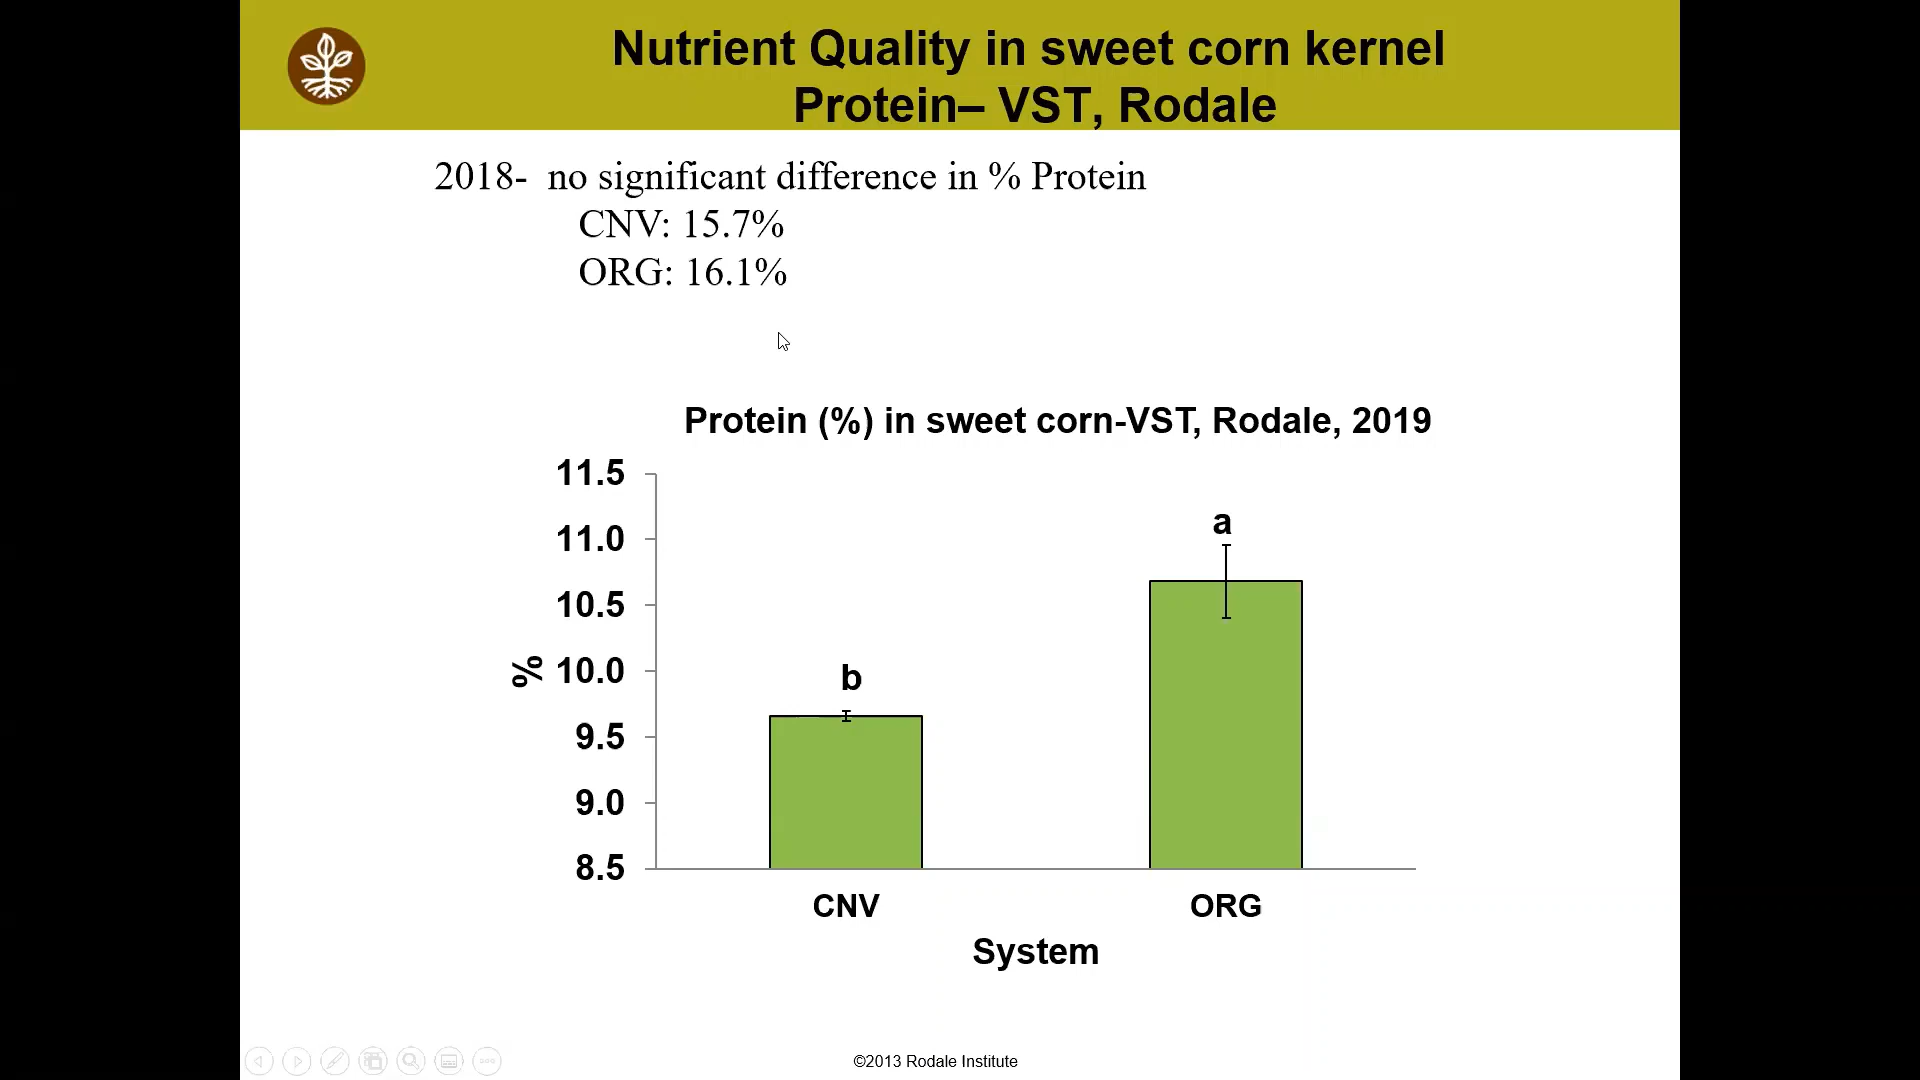 Nutrient Quality in sweet corn kernel
Protein– VST, Rodale
2018- no significant difference in % Protein
CNV: 15.7%
ORG: 16.1%
Protein (%) in sweet corn-VST, Rodale, 2019
11.5
11.0
10.5
10.0
9.5
9.0
8.5
%
b
a
CNV
ORG
System
©2013 Rodale Institute